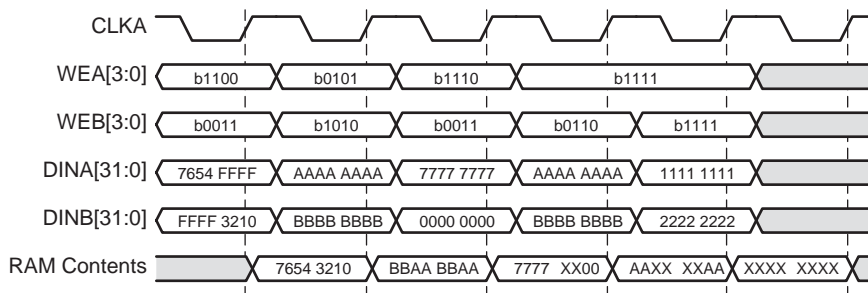 CLKA
WEA[3:0] b1100 b0101 b1110 b1111
WEB[3:0] b0011 b1010 b0011 b0110 b1111
DINA[31:0] 7654 FFFF AAAA AAAA 7777 7777 AAAA AAAA 1111 1111
DINB[31:0] FFFF 3210 BBBB BBBB 0000 0000 BBBB BBBB 2222 2222
RAM Contents 7654 3210 BBAA BBAA 7777 XX00 AAXX XXAA XXXX XXXX